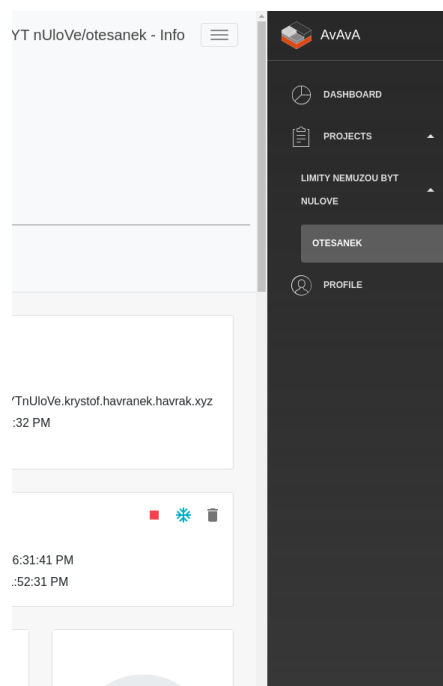 YT nUloVe/otesanek - Info
AvAvA
DASHBOARD
PROJECTS
LIMITY NEMUZOU BYT
NULOVE
OTESANEK
PROFILE
YTnUloVe.krystof.havranek.havrak.xyz
:32 PM
6:31:41 PM
:52:31 PM